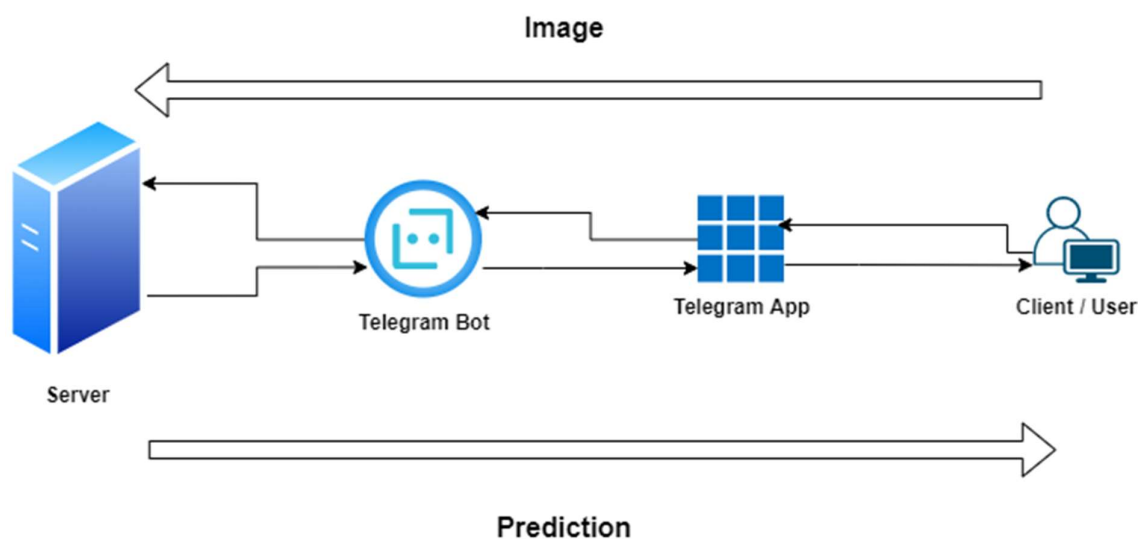 Image
Telegram Bot
Telegram App
Client / User
Server
Prediction